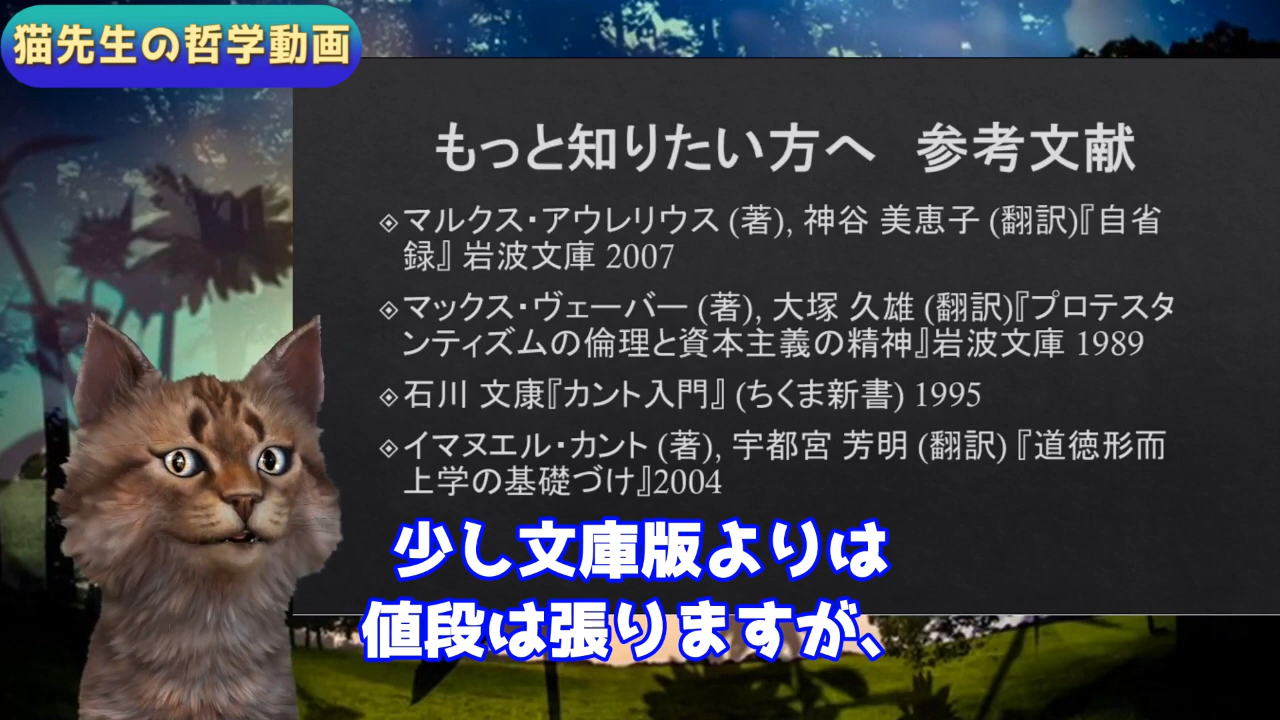 猫先生の哲学動画
もっと知りたい方へ 参考文献
マルクス・アウレリウス (著), 神谷 美恵子 (翻訳)『自省
録』 岩波文庫 2007
マックス・ヴェーバー (著), 大塚 久雄 (翻訳)『プロテスタ
ンティズムの倫理と資本主義の精神』岩波文庫 1989
石川 文康『カント入門』 (ちくま新書) 1995
イマヌエル・カント (著), 宇都宮 芳明 (翻訳) 『道徳形而
上学の基礎づけ』2004
少し文庫版よりは
値段は張りますが、